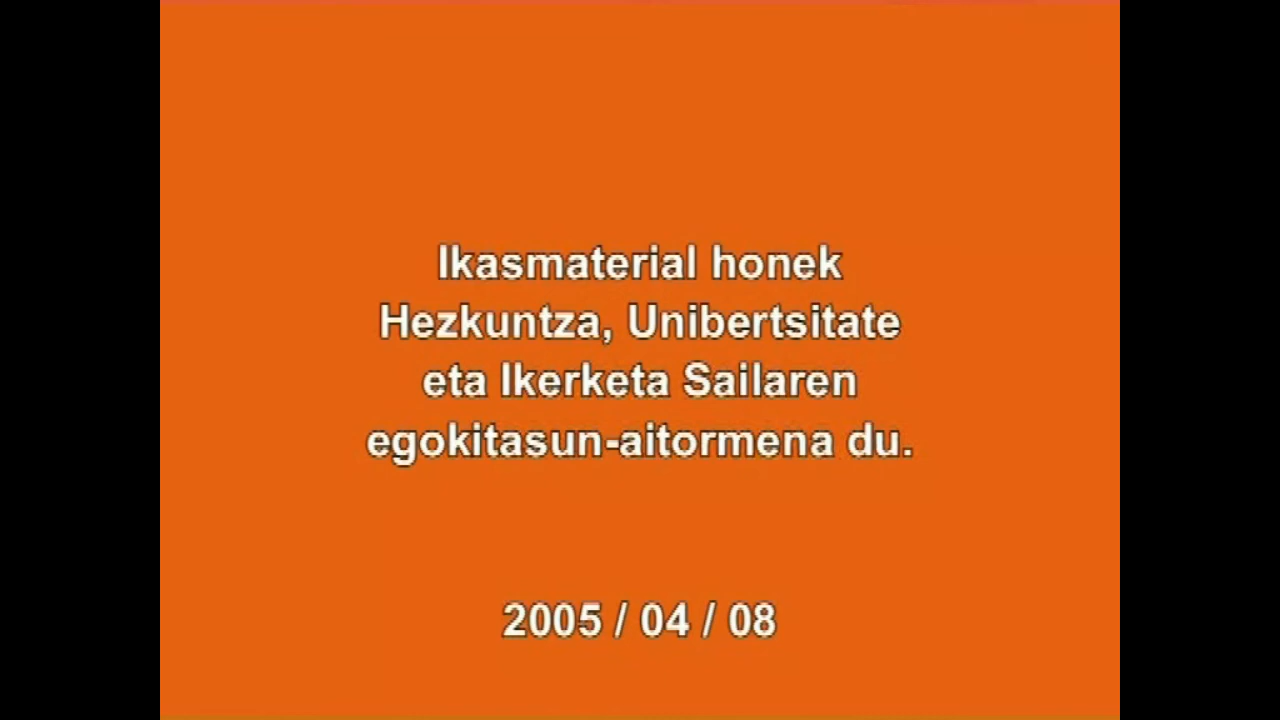 Ikasmaterial honek
Hezkuntza, Unibertsitate
eta Ikerketa Sailaren
egokitasun-aitormena du.
2005 / 04 / 08